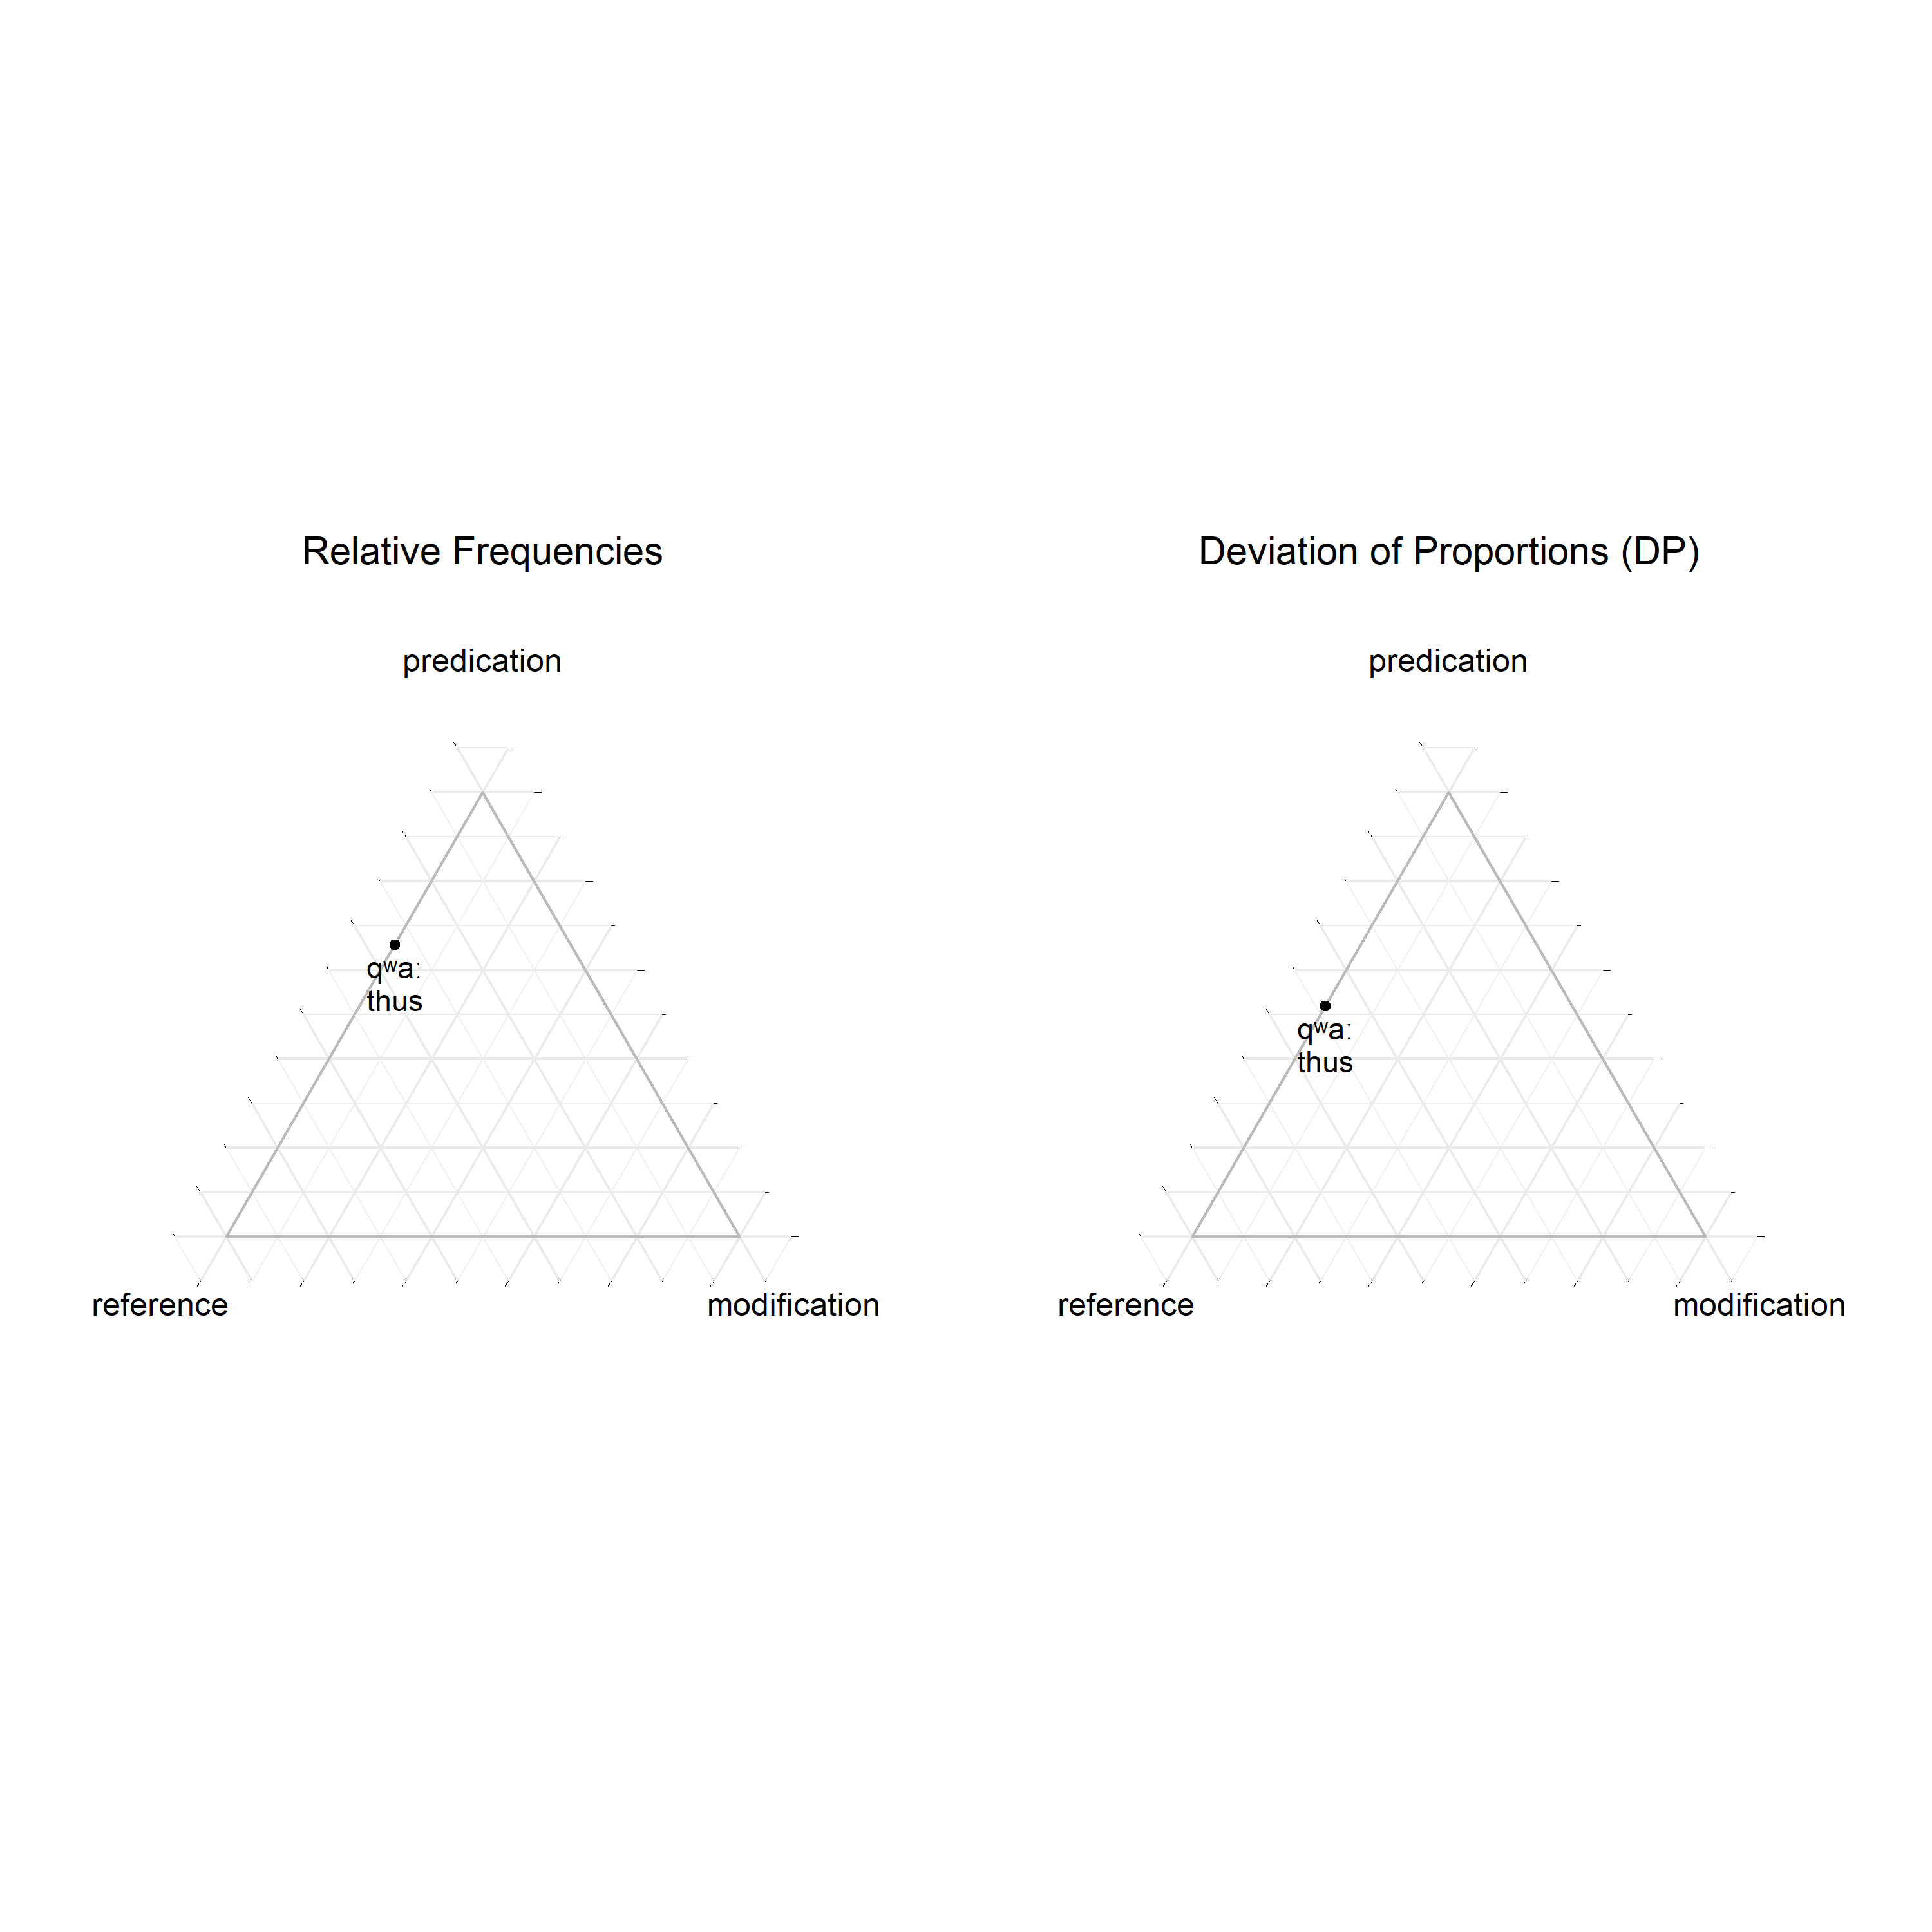 Relative Frequencies
predication
qʷaː
thus
reference
modification
Deviation of Proportions (DP)
predication
qʷaː
thus
reference
modification